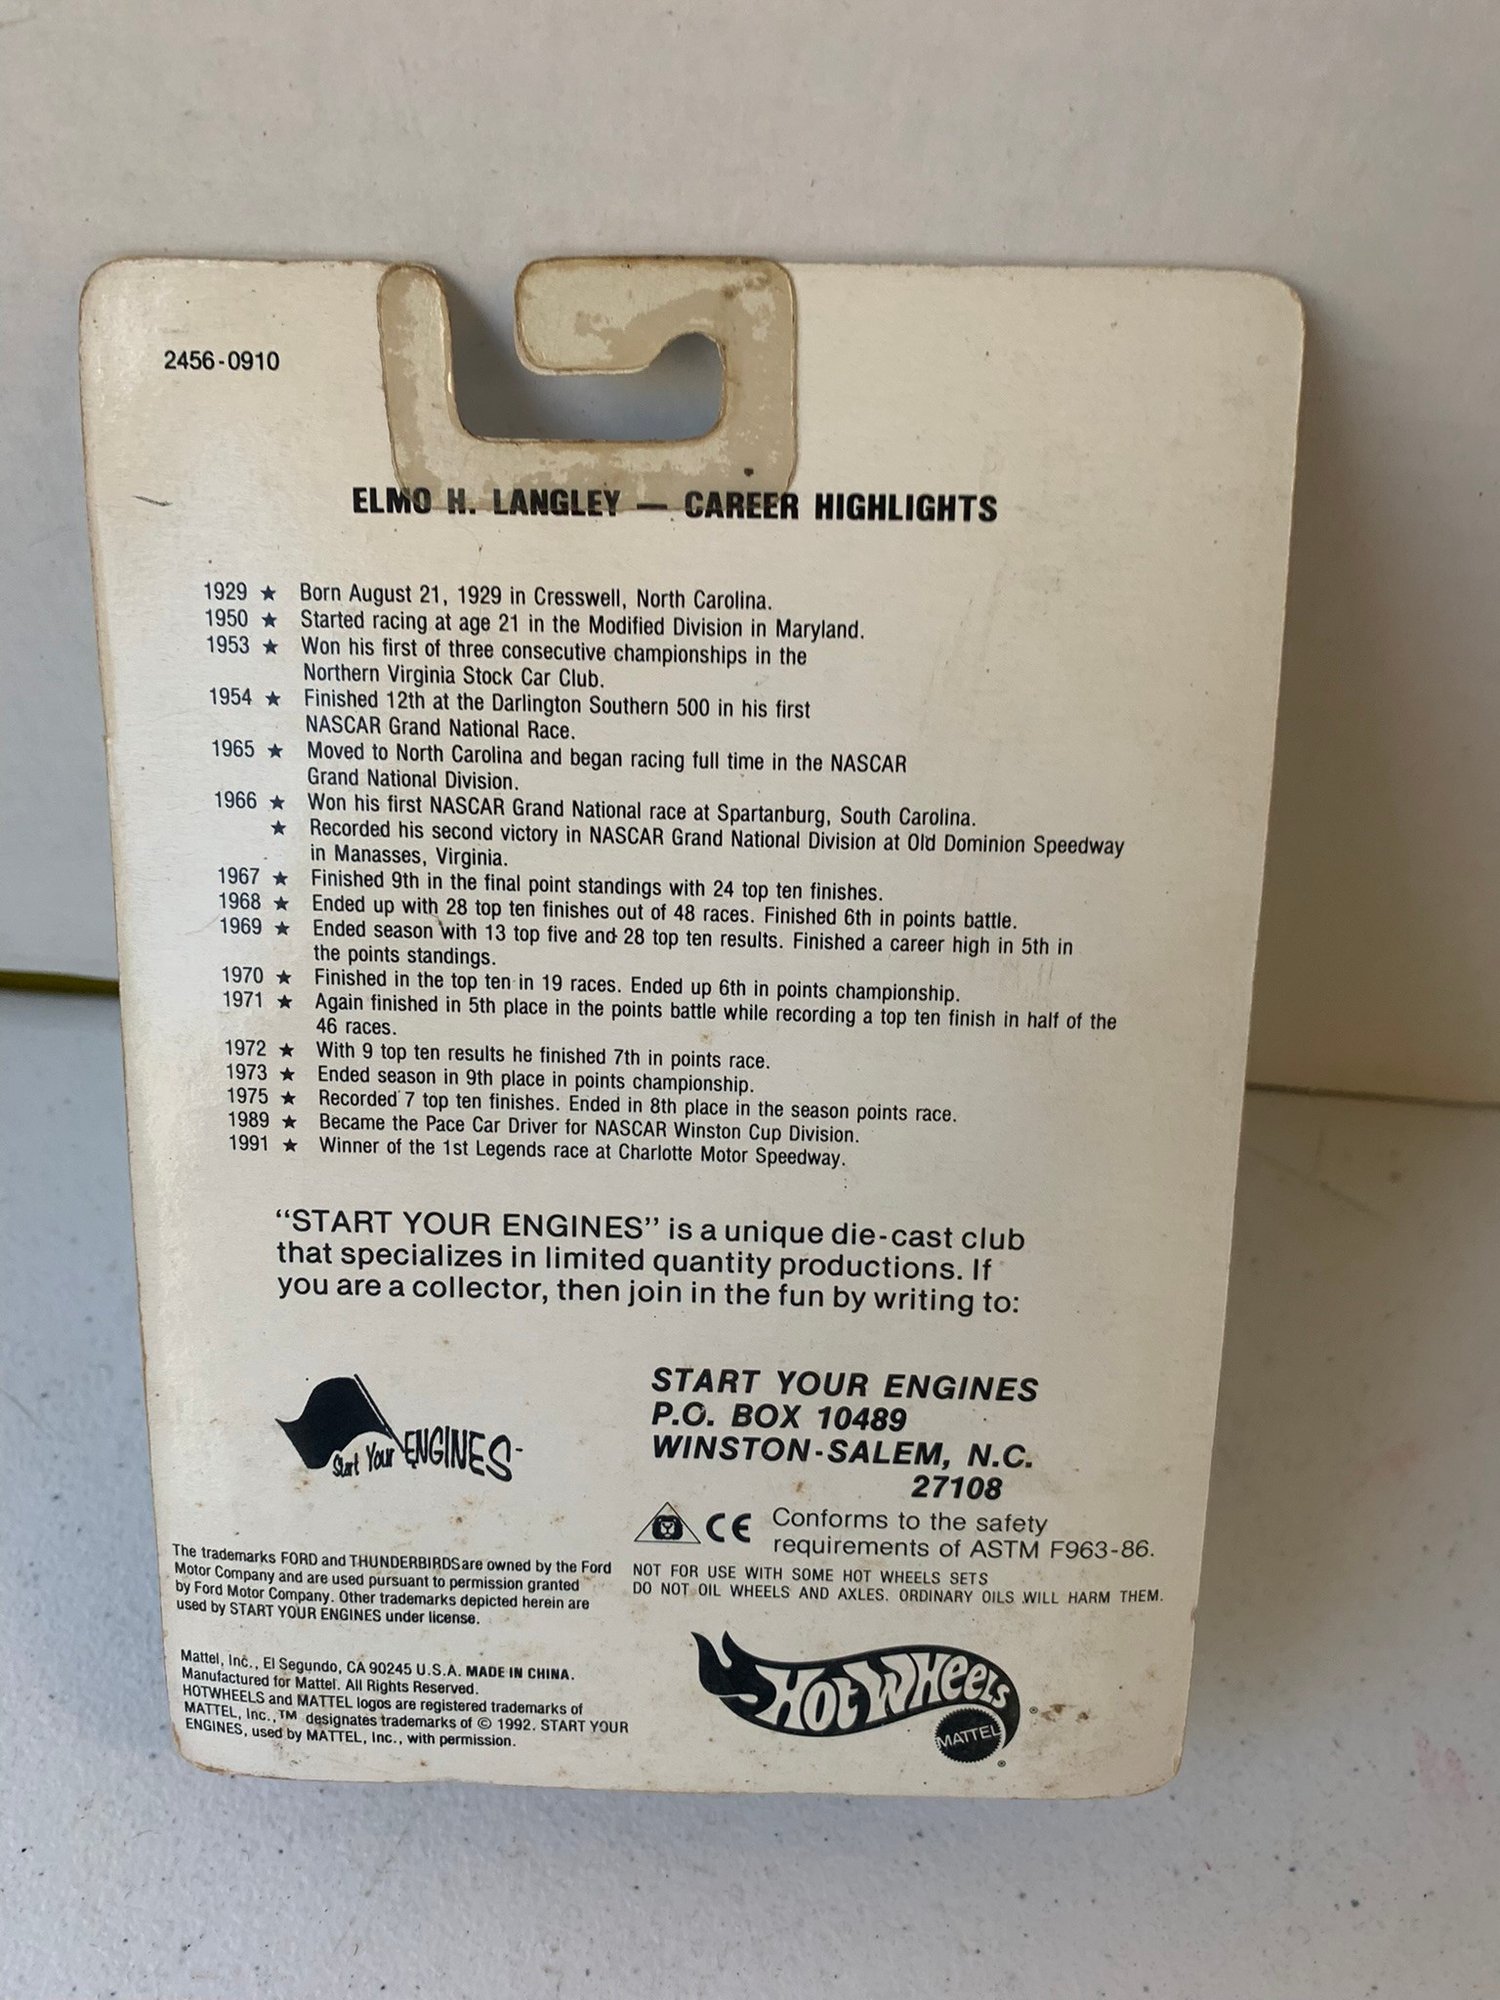 2456-0910
ELMO H. LANGLEY — CAREER HIGHLIGHTS
1929 ★ Born August 21, 1929 in Cresswell, North Carolina.
1950 ★ Started racing at age 21 in the Modified Division in Maryland.
1953 ★ Won his first of three consecutive championships in the
Northern Virginia Stock Car Club.
1954 ★ Finished 12th at the Darlington Southern 500 in his first
NASCAR Grand National Race.
1965 ★ Moved to North Carolina and began racing full time in the NASCAR
Grand National Division.
1966 ★ Won his first NASCAR Grand National race at Spartanburg, South Carolina.
★ Recorded his second victory in NASCAR Grand National Division at Old Dominion Speedway
in Manasses, Virginia.
1967 ★ Finished 9th in the final point standings with 24 top ten finishes.
1968 ★ Ended up with 28 top ten finishes out of 48 races. Finished 6th in points battle.
1969 ★ Ended season with 13 top five and 28 top ten results. Finished a career high in 5th in
the points standings.
1970 ★ Finished in the top ten in 19 races. Ended up 6th in points championship.
1971 ★ Again finished in 5th place in the points battle while recording a top ten finish in half of the
46 races.
1972 ★ With 9 top ten results he finished 7th in points race.
1973 ★ Ended season in 9th place in points championship.
1975 ★ Recorded 7 top ten finishes. Ended in 8th place in the season points race.
1989 ★ Became the Pace Car Driver for NASCAR Winston Cup Division.
1991 ★ Winner of the 1st Legends race at Charlotte Motor Speedway.
“START YOUR ENGINES” is a unique die-cast club
that specializes in limited quantity productions. If
you are a collector, then join in the fun by writing to:
Start Your ENGINES
START YOUR ENGINES
P.O. BOX 10489
WINSTON-SALEM, N.C.
27108
CE Conforms to the safety
requirements of ASTM F963-86.
NOT FOR USE WITH SOME HOT WHEELS SETS
DO NOT OIL WHEELS AND AXLES. ORDINARY OILS WILL HARM THEM.
The trademarks FORD and THUNDERBIRDS are owned by the Ford
Motor Company and are used pursuant to permission granted
by Ford Motor Company. Other trademarks depicted herein are
used by START YOUR ENGINES under license.
Mattel, Inc., El Segundo, CA 90245 U.S.A. MADE IN CHINA.
Manufactured for Mattel. All Rights Reserved.
HOTWHEELS and MATTEL logos are registered trademarks of
MATTEL, Inc., ™ designates trademarks of © 1992. START YOUR
ENGINES, used by MATTEL, Inc., with permission.
HOT WHEELS ®
MATTEL ®